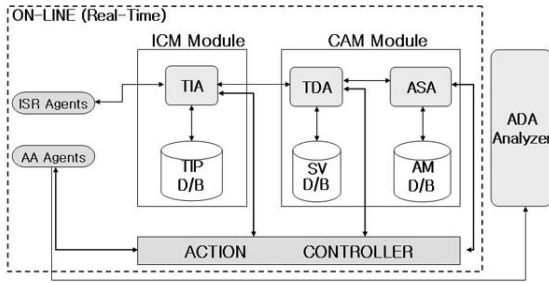 ON-LINE (Real-Time)
ICM Module
CAM Module
TIA
TDA
ASA
ISR Agents
ADA
Analyzer
AA Agents
TIP
D/B
SV
D/B
AM
D/B
ACTION CONTROLLER